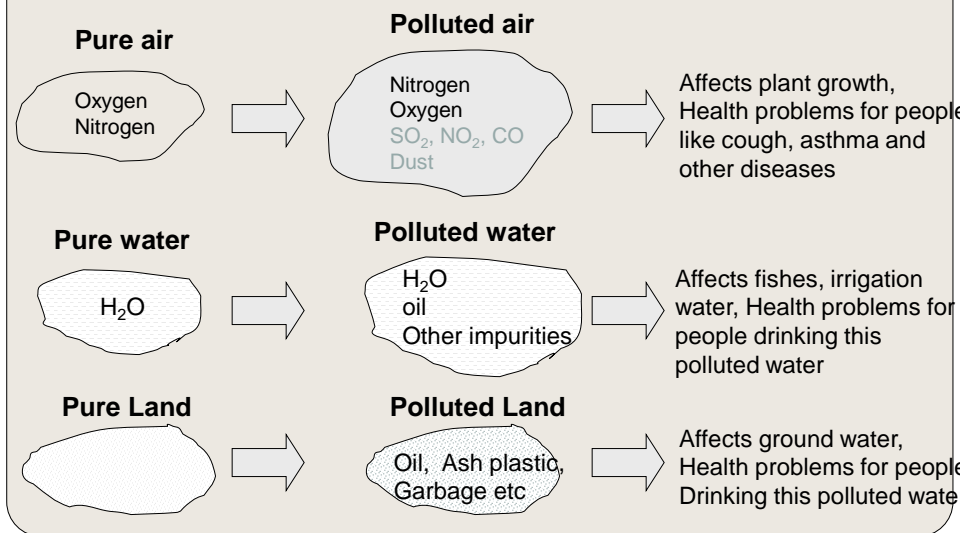 Pure air
Polluted air
Oxygen
Nitrogen
Nitrogen
Oxygen
SO₂, NO₂, CO
Dust
Affects plant growth,
Health problems for people
like cough, asthma and
other diseases
Pure water
Polluted water
H₂O
H₂O
oil
Other impurities
Affects fishes, irrigation
water, Health problems for
people drinking this
polluted water
Pure Land
Polluted Land
Oil, Ash plastic,
Garbage etc
Affects ground water,
Health problems for people
Drinking this polluted wate